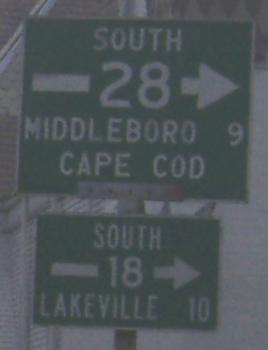 SOUTH
28
MIDDLEBORO 9
CAPE COD
SOUTH
18
LAKEVILLE 10